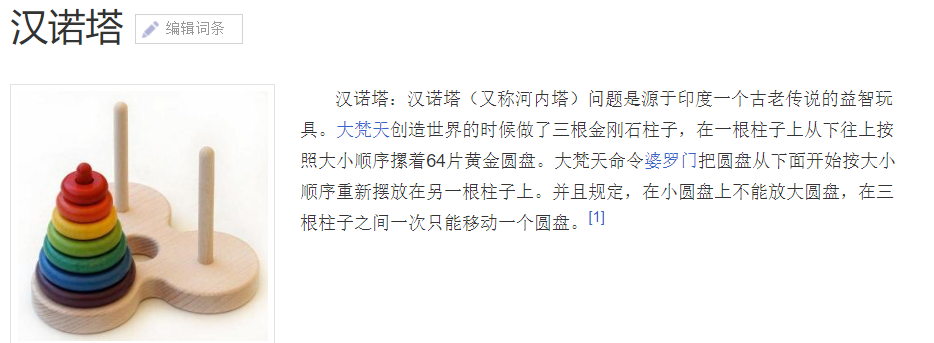 汉诺塔
编辑词条
汉诺塔：汉诺塔（又称河内塔）问题是源于印度一个古老传说的益智玩
具。大梵天创造世界的时候做了三根金刚石柱子，在一根柱子上从下往上按
照大小顺序摞着64片黄金圆盘。大梵天命令婆罗门把圆盘从下面开始按大小
顺序重新摆放在另一根柱子上。并且规定，在小圆盘上不能放大圆盘，在三
根柱子之间一次只能移动一个圆盘。[1]